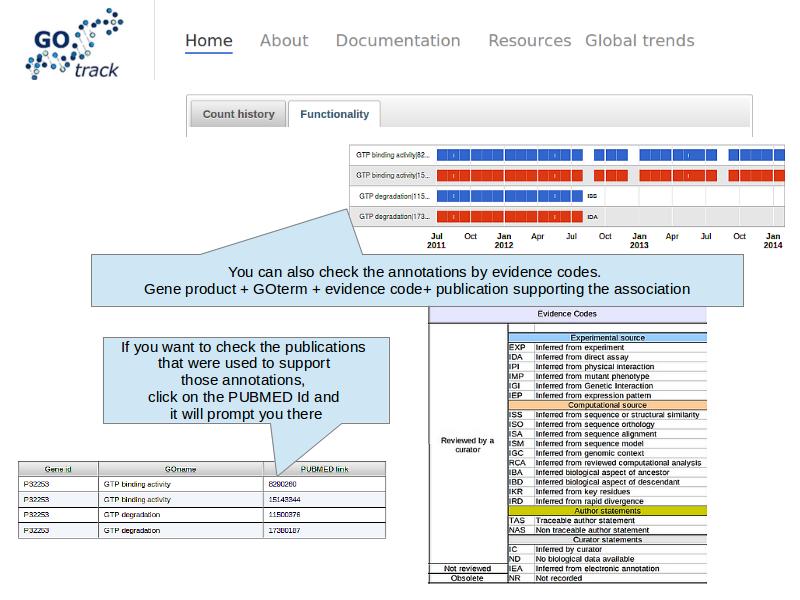 GO
track
Home About Documentation Resources Global trends
Count history Functionality
GTP binding activity|82...
GTP binding activity|15...
GTP degradation|115... ISS
GTP degradation|173... IDA
Jul Oct Jan Apr Jul Oct Jan Apr Jul Oct Jan
2011 2012 2013 2014
You can also check the annotations by evidence codes.
Gene product + GOterm + evidence code+ publication supporting the association
Evidence Codes
If you want to check the publications
that were used to support
those annotations,
click on the PUBMED Id and
it will prompt you there
Gene id GOname PUBMED link
P32253 GTP binding activity 8290260
P32253 GTP binding activity 15143344
P32253 GTP degradation 11500376
P32253 GTP degradation 17380187
Experimental source
EXP Inferred from experiment
IDA Inferred from direct assay
IPI Inferred from physical interaction
IMP Inferred from mutant phenotype
IGI Inferred from Genetic Interaction
IEP Inferred from expression pattern
Computational source
ISS Inferred from sequence or structural similarity
ISO Inferred from sequence orthology
ISA Inferred from sequence alignment
ISM Inferred from sequence model
IGC Inferred from genomic context
RCA Inferred from reviewed computational analysis
IBA Inferred biological aspect of ancestor
IBD Inferred biological aspect of descendant
IKR Inferred from key residues
IRD Inferred from rapid divergence
Author statements
TAS Traceable author statement
NAS Non traceable author statement
Curator statements
IC Inferred by curator
ND No biological data available
Reviewed by a
curator
Not reviewed IEA Inferred from electronic annotation
Obsolete NR Not recorded